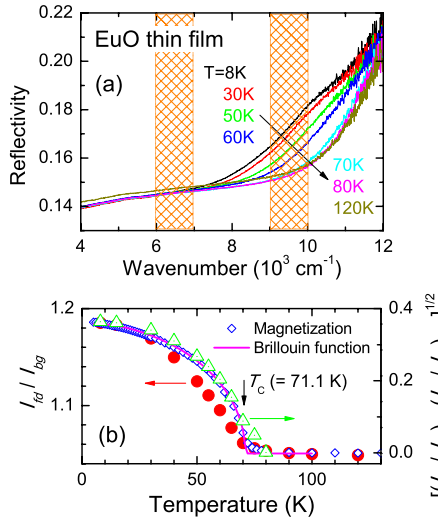 0.22
0.20
0.18
0.16
0.14
Reflectivity
EuO thin film
(a)
T=8K
30K
50K
60K
70K
80K
120K
4
6
8
10
12
Wavenumber (10³ cm⁻¹)
1.2
1.1
I_fd / I_bg
Magnetization
Brillouin function
T_C (= 71.1 K)
(b)
0.4
0.2
0.0
0
50
100
Temperature (K)